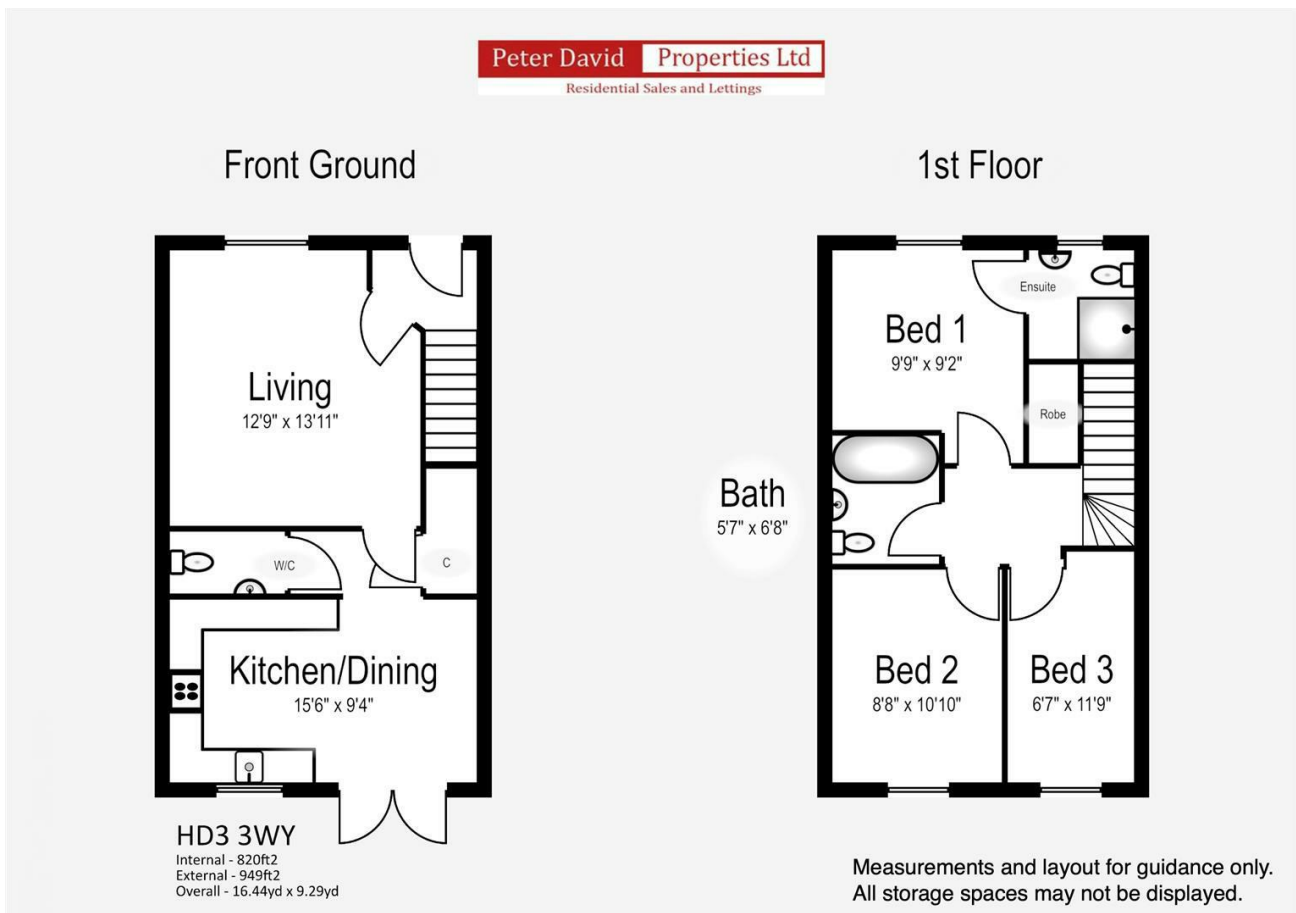 Peter David Properties Ltd
Residential Sales and Lettings
Front Ground
1st Floor
Living
12'9" x 13'11"
W/C
C
Kitchen/Dining
15'6" x 9'4"
HD3 3WY
Internal - 820ft2
External - 949ft2
Overall - 16.44yd x 9.29yd
Ensuite
Bed 1
9'9" x 9'2"
Robe
Bath
5'7" x 6'8"
Bed 2
8'8" x 10'10"
Bed 3
6'7" x 11'9"
Measurements and layout for guidance only.
All storage spaces may not be displayed.